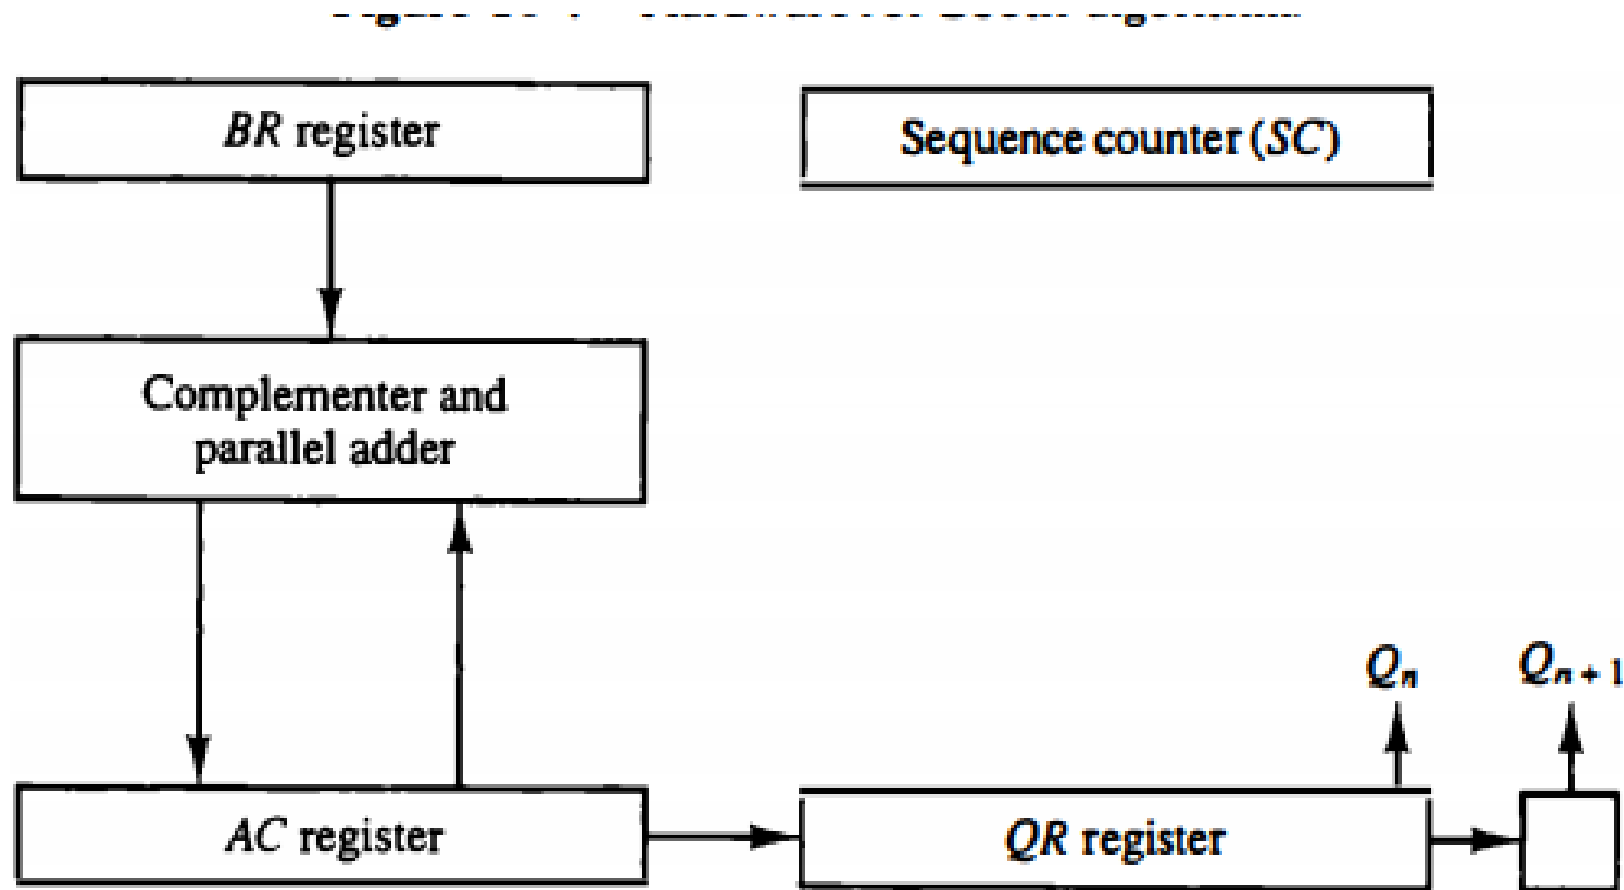 BR register
Sequence counter (SC)
Complementer and
parallel adder
Qn
Qn + 1
AC register
QR register